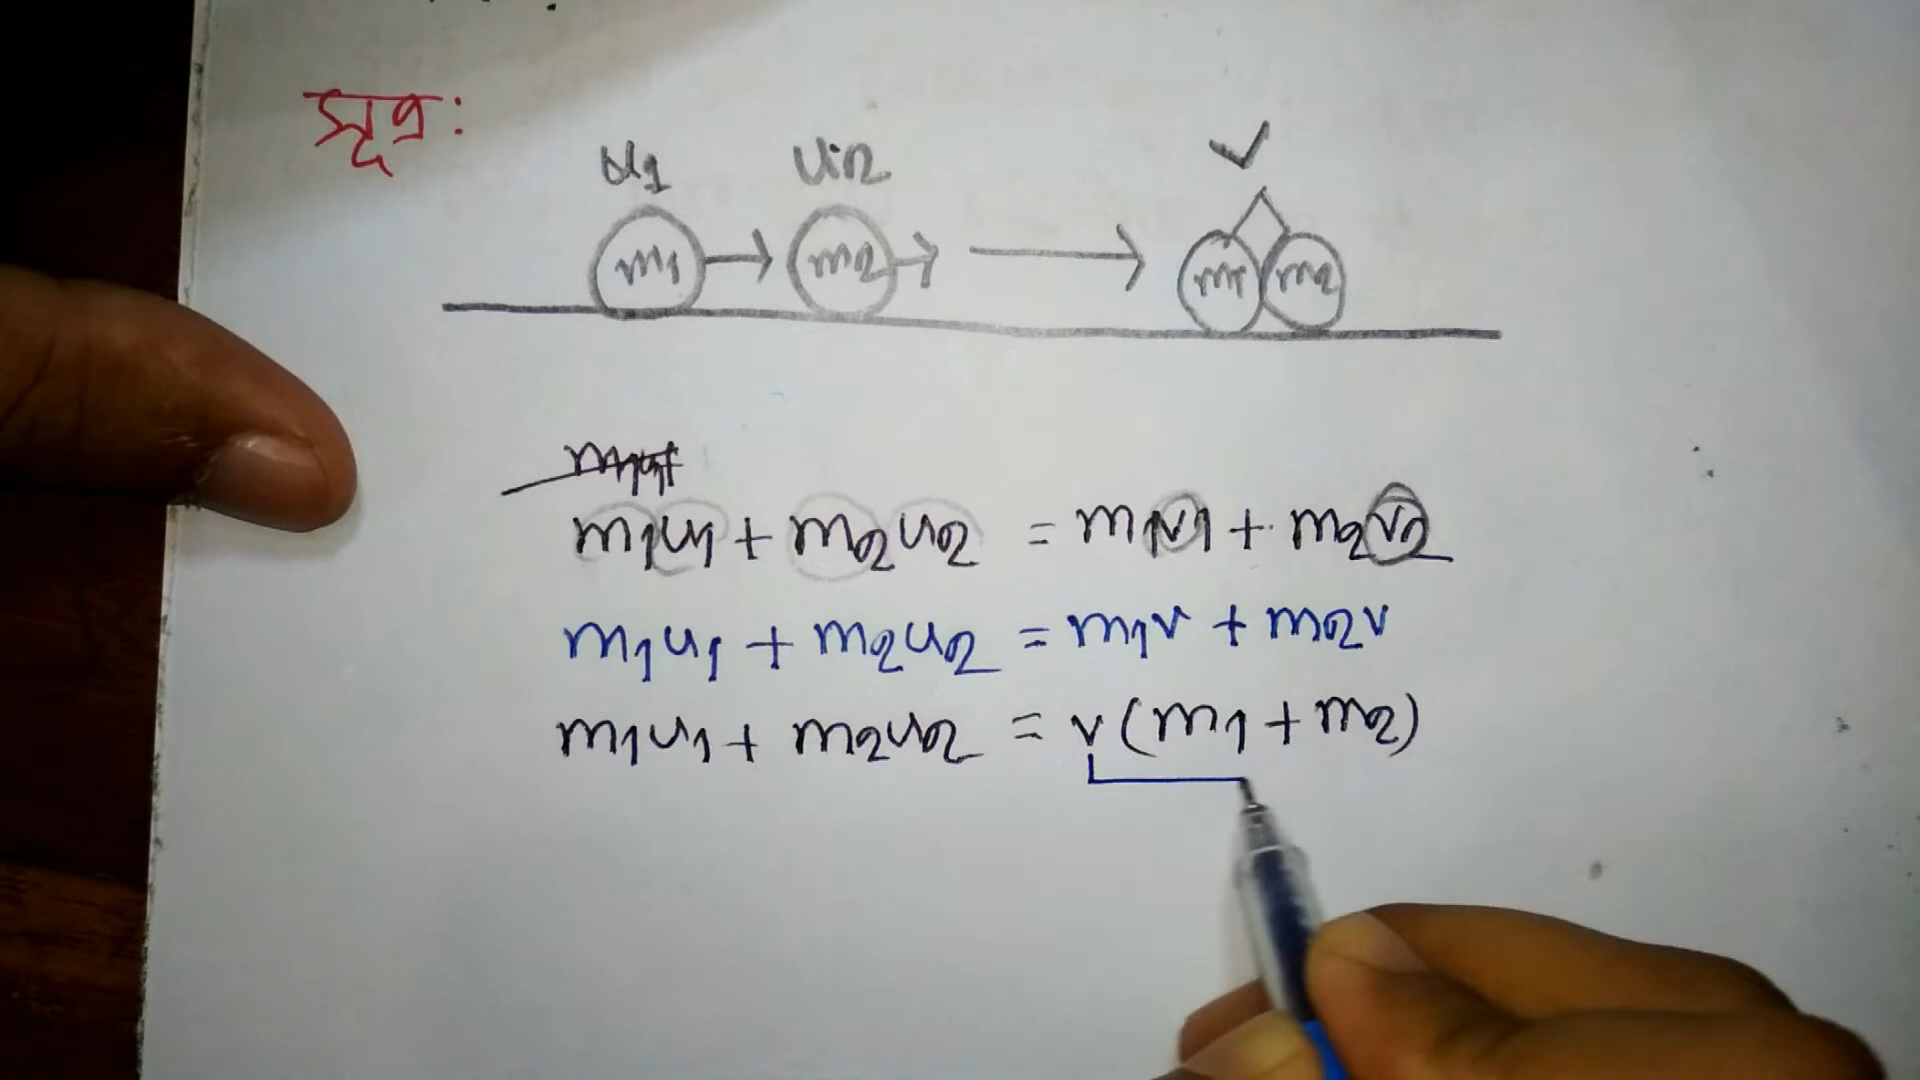 সূত্র:
u1 u2 v
m1 m2 m1 m2
m1u1 + m2u2 = m1v1 + m2v2
m1u1 + m2u2 = m1v + m2v
m1u1 + m2u2 = v(m1 + m2)